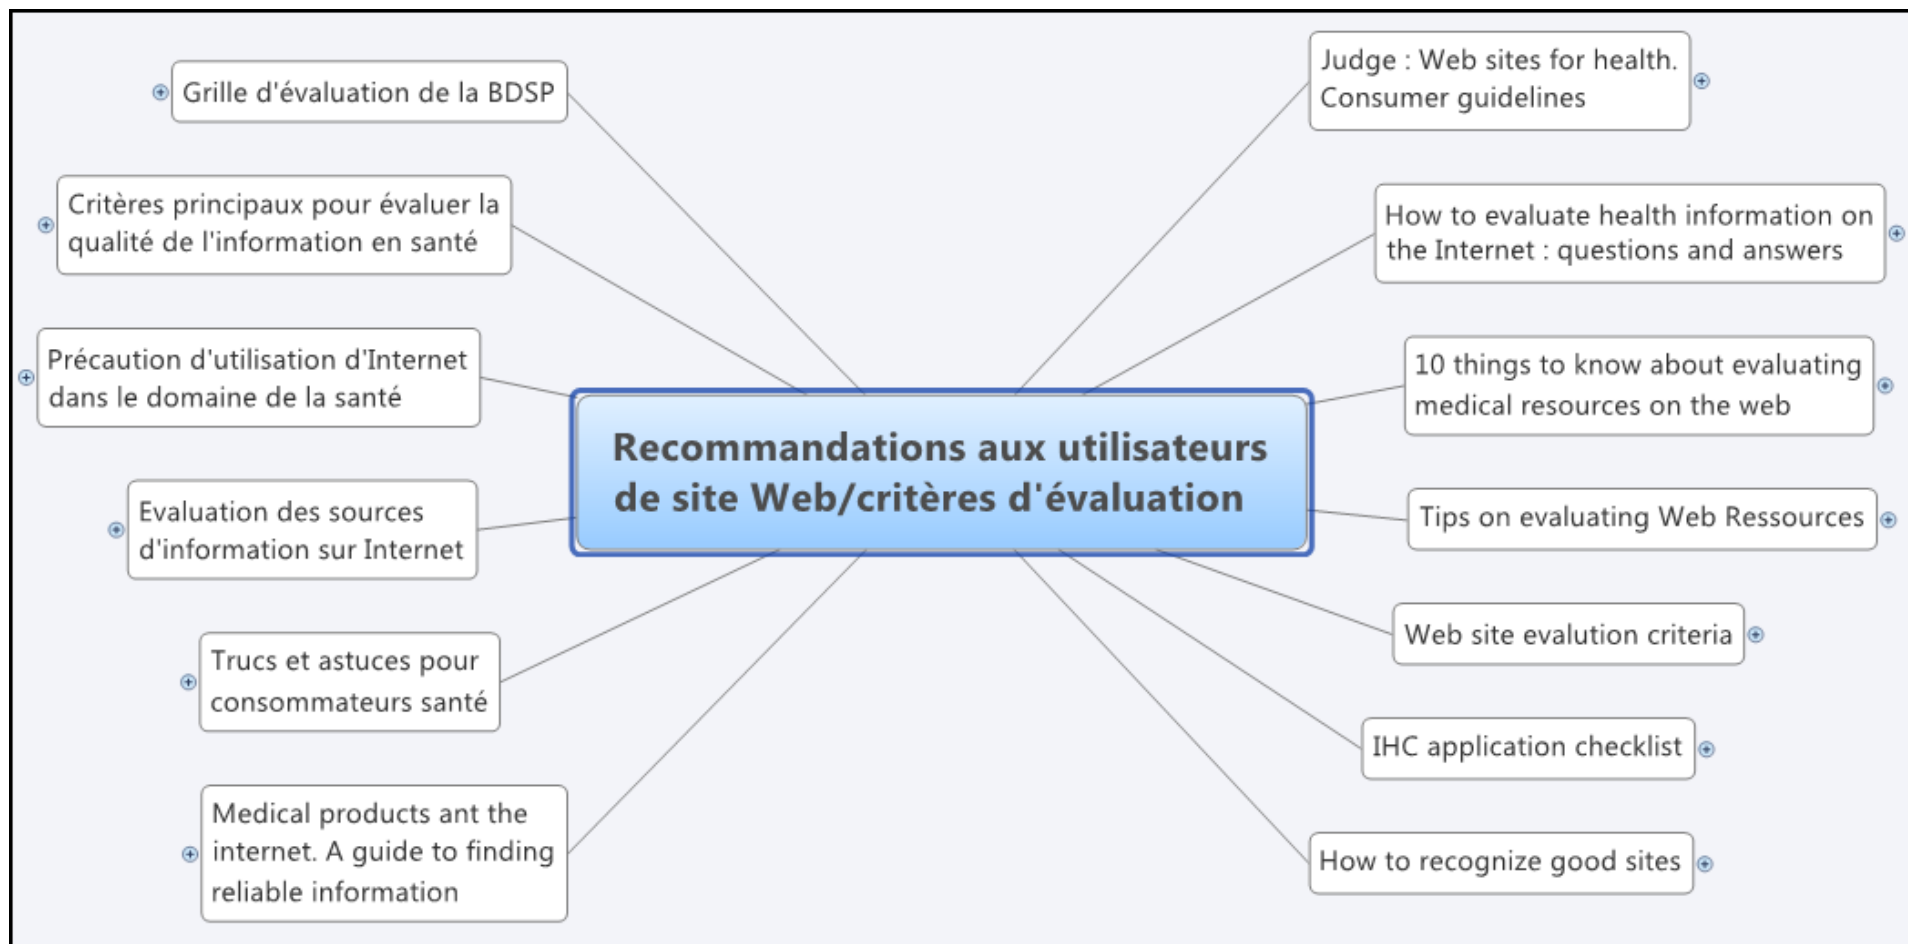 Recommandations aux utilisateurs
de site Web/critères d'évaluation
Grille d'évaluation de la BDSP
Critères principaux pour évaluer la
qualité de l'information en santé
Précaution d'utilisation d'Internet
dans le domaine de la santé
Evaluation des sources
d'information sur Internet
Trucs et astuces pour
consommateurs santé
Medical products ant the
internet. A guide to finding
reliable information
Judge : Web sites for health.
Consumer guidelines
How to evaluate health information on
the Internet : questions and answers
10 things to know about evaluating
medical resources on the web
Tips on evaluating Web Ressources
Web site evalution criteria
IHC application checklist
How to recognize good sites